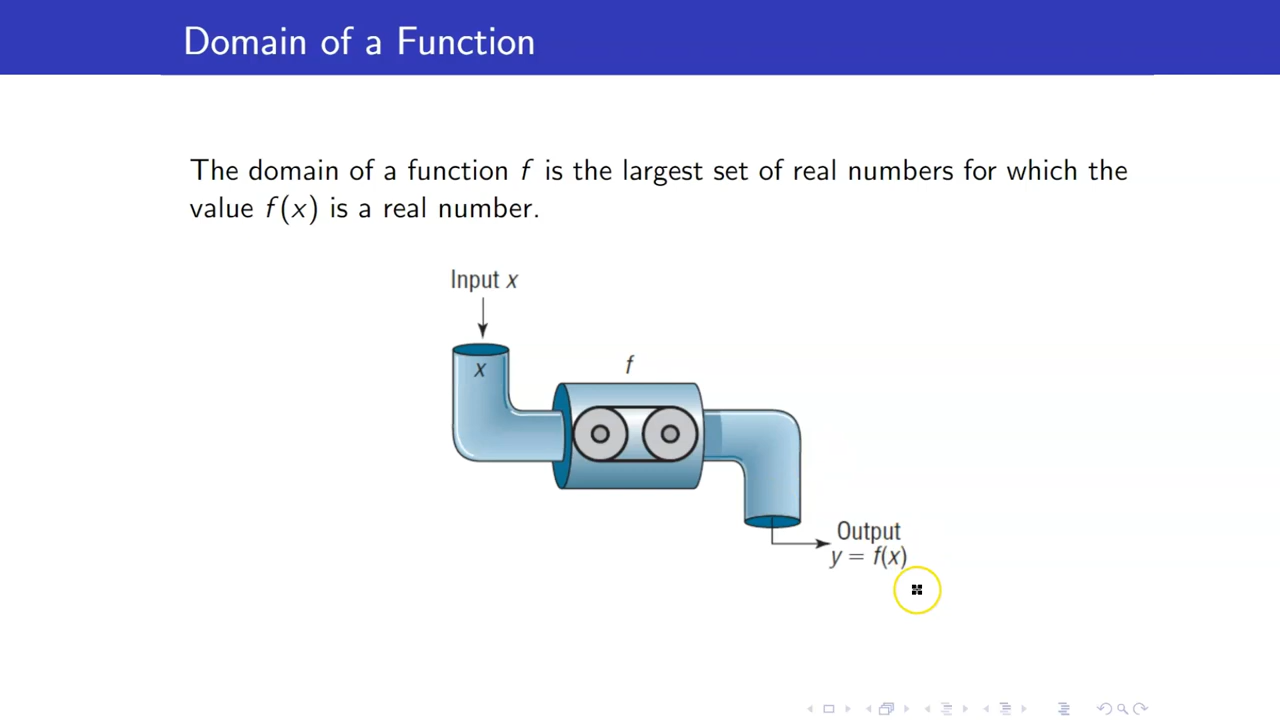 Domain of a Function
The domain of a function f is the largest set of real numbers for which the
value f(x) is a real number.
Input x
x
f
Output
y = f(x)